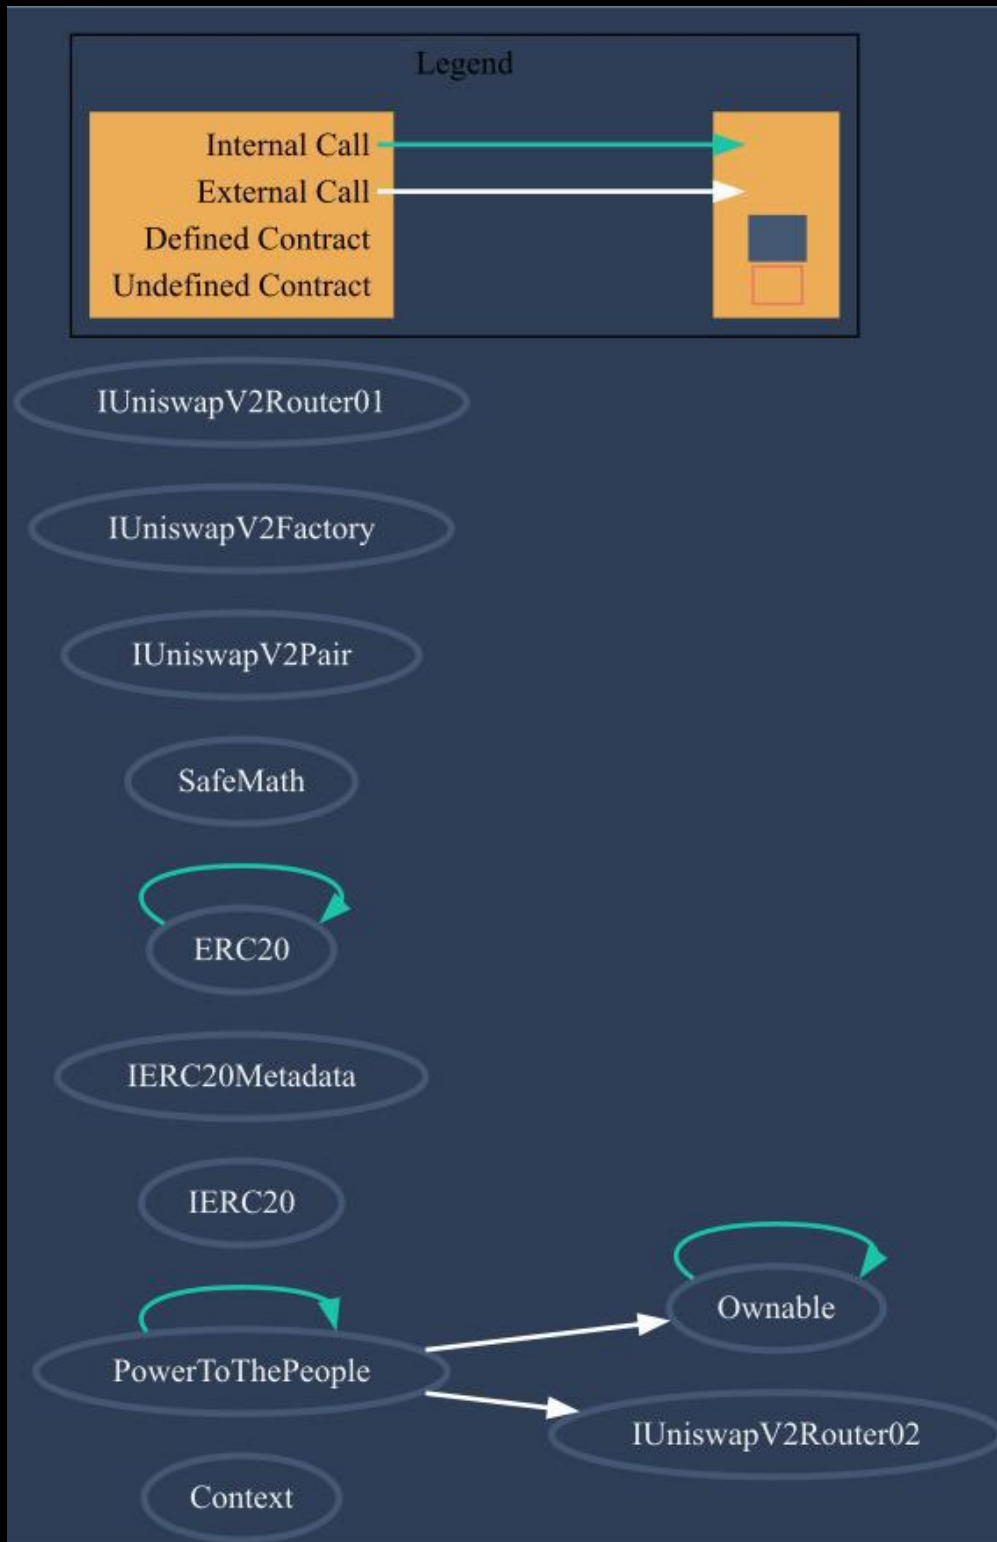 Legend
Internal Call
External Call
Defined Contract
Undefined Contract
IUniswapV2Router01
IUniswapV2Factory
IUniswapV2Pair
SafeMath
ERC20
IERC20Metadata
IERC20
Ownable
PowerToThePeople
IUniswapV2Router02
Context